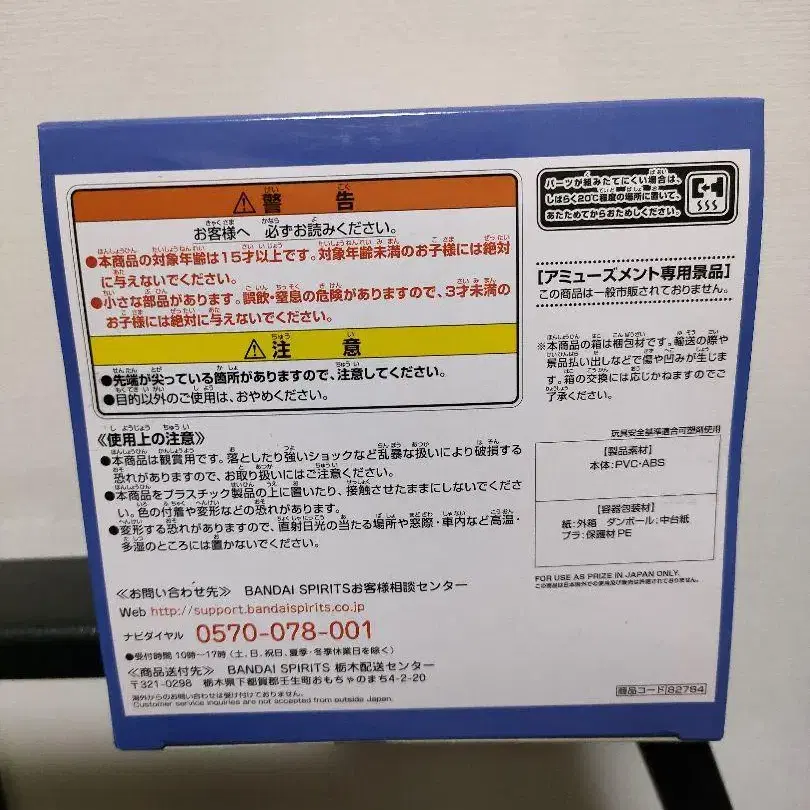 ⚠警告
お客様へ 必ずお読みください。
●本商品の対象年齢は15才以上です。対象年齢未満のお子様には絶対
に与えないでください。
●小さな部品があります。誤飲・窒息の危険がありますので、3才未満の
お子様には絶対に与えないでください。
⚠注意
●先端が尖っている箇所がありますので、注意してください。
●目的以外のご使用は、おやめください。
《使用上の注意》
●本商品は観賞用です。落としたり強いショックなど乱暴な扱いにより破損する
恐れがありますので、お取り扱いにはご注意ください。
●本商品をプラスチック製品の上に置いたり、接触させたままにしないでくださ
い。色の付着や変形などの恐れがあります。
●変形する恐れがありますので、直射日光の当たる場所や窓際・車内など高温・
多湿のところには置かないでください。
≪お問い合わせ先≫ BANDAI SPIRITSお客様相談センター
Web http://support.bandaispirits.co.jp
ナビダイヤル 0570-078-001
●受付時間 10時〜17時（土、日、祝日、夏季・冬季休業日を除く）
≪商品送付先≫ BANDAI SPIRITS 栃木配送センター
〒321-0298 栃木県下都賀郡壬生町おもちゃのまち4-2-20
海外からのお問い合わせは受け付けておりません。
Customer service inquiries are not accepted from outside Japan.
パーツが組みたてにくい場合は、
しばらく20℃程度の場所に置いて、
あたためてからおためしください。
【アミューズメント専用景品】
この商品は一般市販されておりません。
※本商品の箱は梱包材です。輸送の際や
景品払い出しなどで傷や凹みが生じま
す。箱の交換には応じかねますのでご
了承ください。
玩具安全基準適合可塑剤使用
【製品素材】
本体：PVC・ABS
【容器包装材】
紙：外箱 ダンボール：中台紙
プラ：保護材 PE
FOR USE AS PRIZE IN JAPAN ONLY.
この商品は日本国外での使用及び販売は許諾されておりません。
商品コード 82794